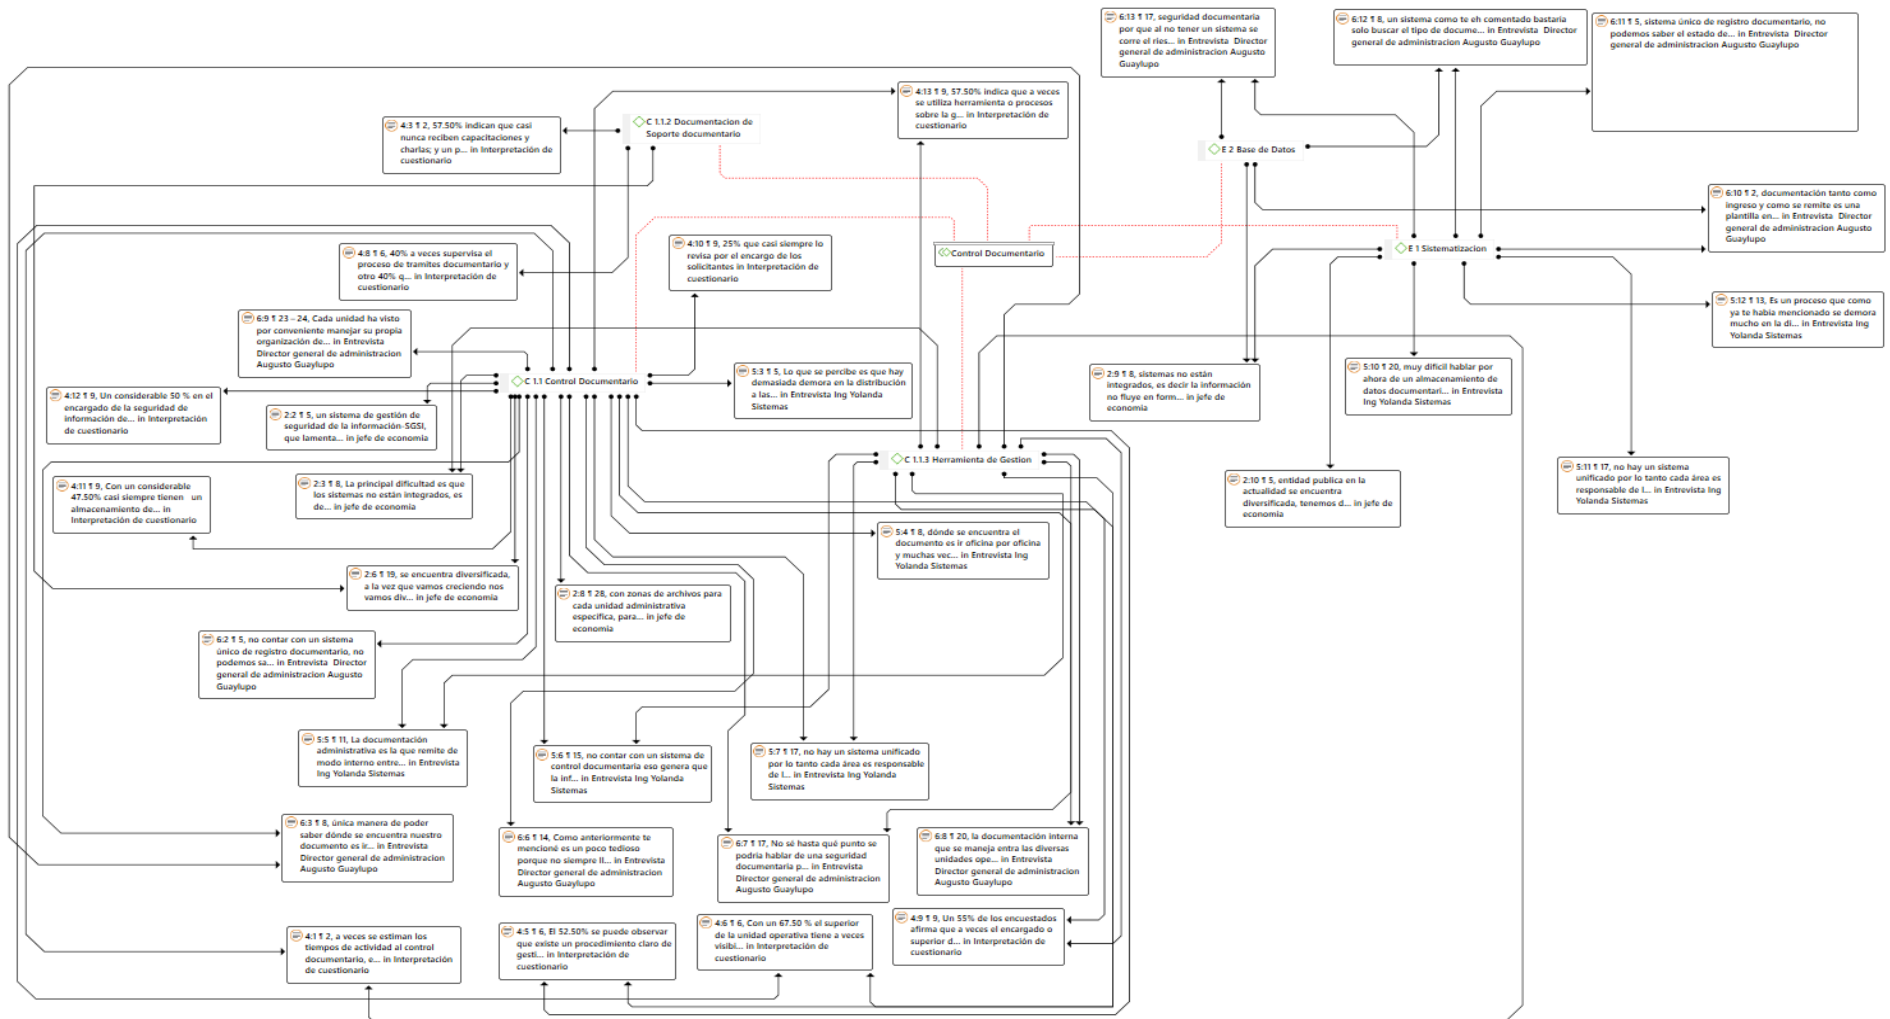 6:13 ¶ 17, seguridad documentaria
por que al no tener un sistema se
corre el ries... in Entrevista Director
general de administracion Augusto
Guaylupo
6:12 ¶ 8, un sistema como te eh comentado bastaria
solo buscar el tipo de docume... in Entrevista Director
general de administracion Augusto Guaylupo
6:11 ¶ 5, sistema único de registro documentario, no
podemos saber el estado de... in Entrevista Director
general de administracion Augusto Guaylupo
4:13 ¶ 9, 57.50% indica que a veces
se utiliza herramienta o procesos
sobre la g... in Interpretación de
cuestionario
C 1.1.2 Documentacion de
Soporte documentario
4:3 ¶ 2, 57.50% indican que casi
nunca reciben capacitaciones y
charlas; y un p... in Interpretación de
cuestionario
E 2 Base de Datos
6:10 ¶ 2, documentación tanto como
ingreso y como se remite es una
plantilla en... in Entrevista Director
general de administracion Augusto
Guaylupo
4:8 ¶ 6, 40% a veces supervisa el
proceso de tramites documentario y
otro 40% q... in Interpretación de
cuestionario
4:10 ¶ 9, 25% que casi siempre lo
revisa por el encargo de los
solicitantes in Interpretación de
cuestionario
Control Documentario
E 1 Sistematizacion
5:12 ¶ 13, Es un proceso que como
ya te había mencionado se demora
mucho en la di... in Entrevista Ing
Yolanda Sistemas
6:9 ¶ 23 – 24, Cada unidad ha visto
por conveniente manejar su propia
organización de... in Entrevista
Director general de administracion
Augusto Guaylupo
C 1.1 Control Documentario
5:3 ¶ 5, Lo que se percibe es que hay
demasiada demora en la distribución
a las... in Entrevista Ing Yolanda
Sistemas
2:9 ¶ 8, sistemas no están
integrados, es decir la información
no fluye en form... in jefe de
economia
5:10 ¶ 20, muy difícil hablar por
ahora de un almacenamiento de
datos documentari... in Entrevista
Ing Yolanda Sistemas
4:12 ¶ 9, Un considerable 50 % en el
encargado de la seguridad de
información de... in Interpretación
de cuestionario
2:2 ¶ 5, un sistema de gestión de
seguridad de la información-SGSI,
que lamenta... in jefe de economia
C 1.1.3 Herramienta de Gestion
2:10 ¶ 5, entidad publica en la
actualidad se encuentra
diversificada, tenemos d... in jefe de
economia
5:11 ¶ 17, no hay un sistema
unificado por lo tanto cada área es
responsable de l... in Entrevista Ing
Yolanda Sistemas
4:11 ¶ 9, Con un considerable
47.50% casi siempre tienen un
almacenamiento de... in
Interpretación de cuestionario
2:3 ¶ 8, La principal dificultad es que
los sistemas no están integrados, es
de... in jefe de economia
5:4 ¶ 8, dónde se encuentra el
documento es ir oficina por oficina
y muchas vec... in Entrevista Ing
Yolanda Sistemas
2:6 ¶ 19, se encuentra diversificada,
a la vez que vamos creciendo nos
vamos div... in jefe de economia
2:8 ¶ 28, con zonas de archivos para
cada unidad administrativa
especifica, para... in jefe de
economia
6:2 ¶ 5, no contar con un sistema
único de registro documentario, no
podemos sa... in Entrevista Director
general de administracion Augusto
Guaylupo
5:5 ¶ 11, La documentación
administrativa es la que remite de
modo interno entre... in Entrevista
Ing Yolanda Sistemas
5:6 ¶ 15, no contar con un sistema de
control documentaria eso genera que
la inf... in Entrevista Ing Yolanda
Sistemas
5:7 ¶ 17, no hay un sistema unificado
por lo tanto cada área es responsable
de l... in Entrevista Ing Yolanda
Sistemas
6:3 ¶ 8, única manera de poder
saber dónde se encuentra nuestro
documento es ir... in Entrevista
Director general de administracion
Augusto Guaylupo
6:6 ¶ 14, Como anteriormente te
mencioné es un poco tedioso
porque no siempre ll... in Entrevista
Director general de administracion
Augusto Guaylupo
6:7 ¶ 17, No sé hasta qué punto se
podria hablar de una seguridad
documentaria p... in Entrevista
Director general de administracion
Augusto Guaylupo
6:8 ¶ 20, la documentación interna
que se maneja entra las diversas
unidades ope... in Entrevista
Director general de administracion
Augusto Guaylupo
4:1 ¶ 2, a veces se estiman los
tiempos de actividad al control
documentario, e... in Interpretación
de cuestionario
4:5 ¶ 6, El 52.50% se puede observar
que existe un procedimiento claro de
gesti... in Interpretación de
cuestionario
4:6 ¶ 6, Con un 67.50 % el superior
de la unidad operativa tiene a veces
visibi... in Interpretación de
cuestionario
4:9 ¶ 9, Un 55% de los encuestados
afirma que a veces el encargado o
superior d... in Interpretación de
cuestionario